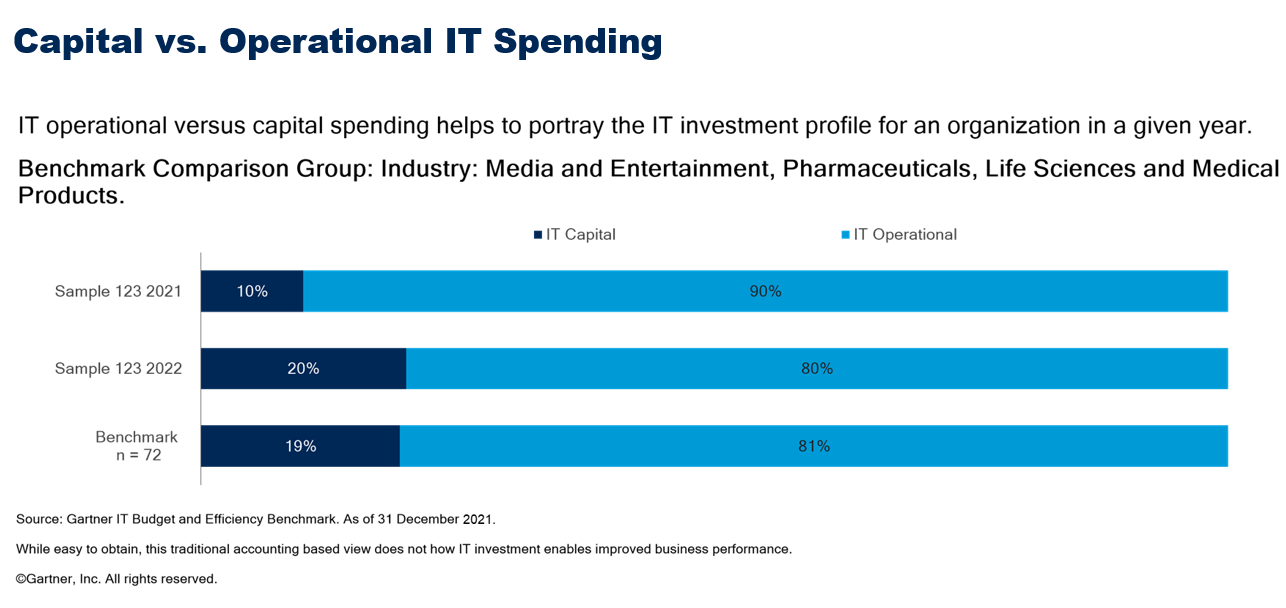 Capital vs. Operational IT Spending
IT operational versus capital spending helps to portray the IT investment profile for an organization in a given year.
Benchmark Comparison Group: Industry: Media and Entertainment, Pharmaceuticals, Life Sciences and Medical
Products.
IT Capital IT Operational
Sample 123 2021 10% 90%
Sample 123 2022 20% 80%
Benchmark
n = 72 19% 81%
Source: Gartner IT Budget and Efficiency Benchmark. As of 31 December 2021.
While easy to obtain, this traditional accounting based view does not how IT investment enables improved business performance.
©Gartner, Inc. All rights reserved.